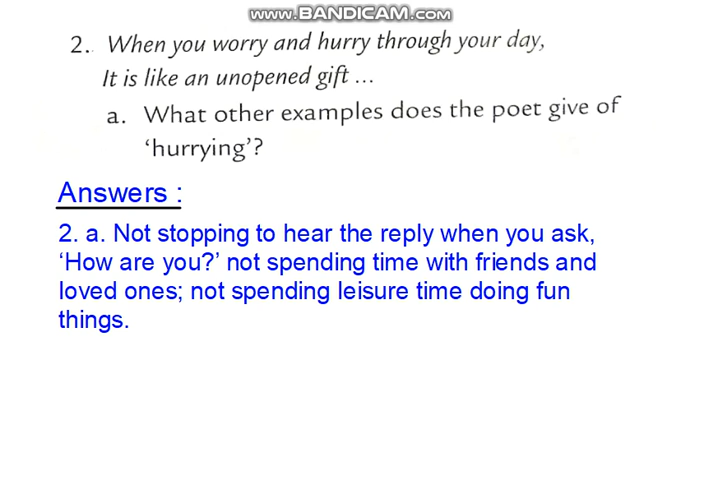 www.BANDICAM.com
2. When you worry and hurry through your day,
It is like an unopened gift ...
a. What other examples does the poet give of
‘hurrying’?
Answers :
2. a. Not stopping to hear the reply when you ask,
‘How are you?’ not spending time with friends and
loved ones; not spending leisure time doing fun
things.